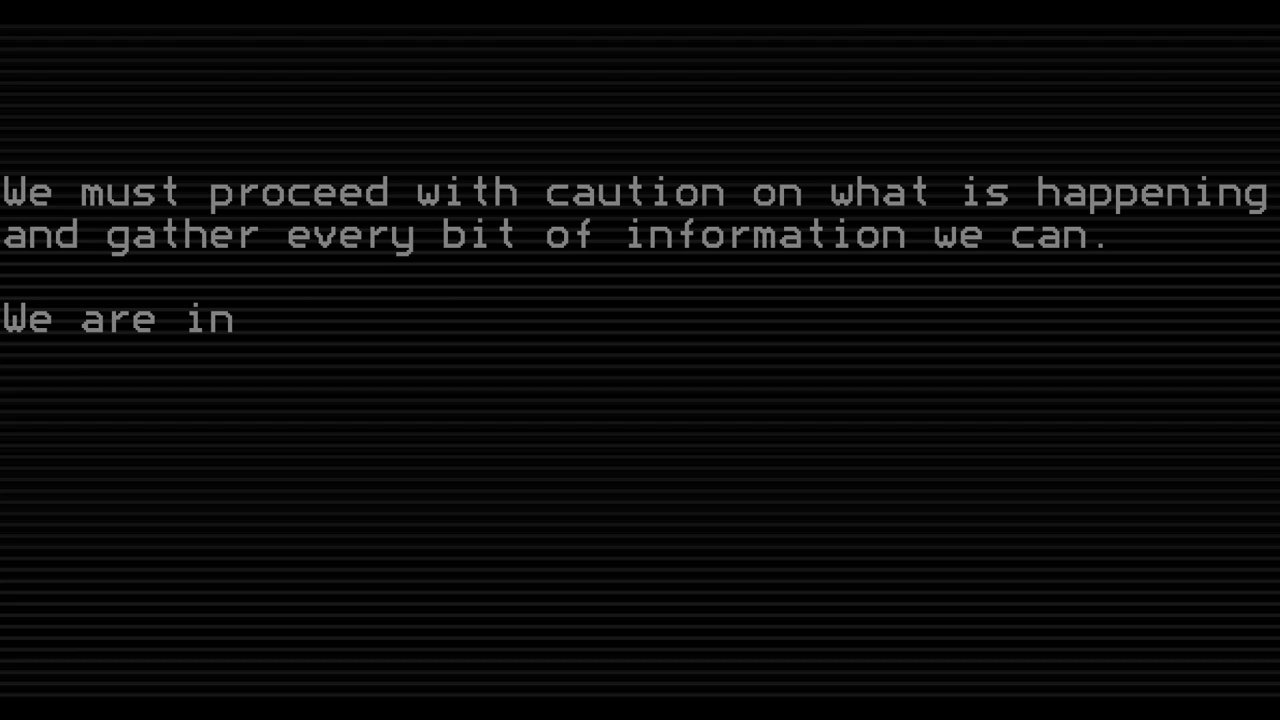 We must proceed with caution on what is happening
and gather every bit of information we can.
We are in